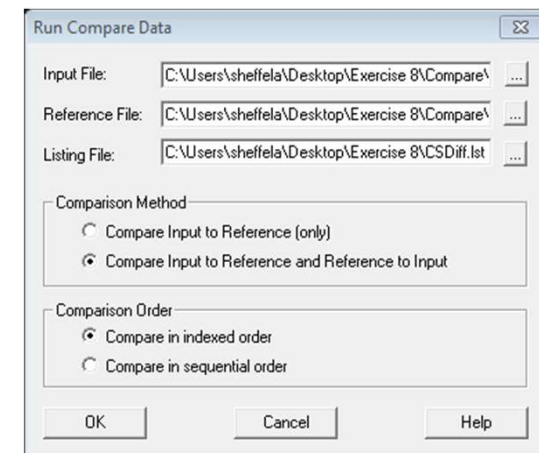 Run Compare Data
Input File: C:\Users\sheffela\Desktop\Exercise 8\Compare\ ...
Reference File: C:\Users\sheffela\Desktop\Exercise 8\Compare\ ...
Listing File: C:\Users\sheffela\Desktop\Exercise 8\CSDiff.lst ...
Comparison Method
Compare Input to Reference (only)
Compare Input to Reference and Reference to Input
Comparison Order
Compare in indexed order
Compare in sequential order
OK Cancel Help